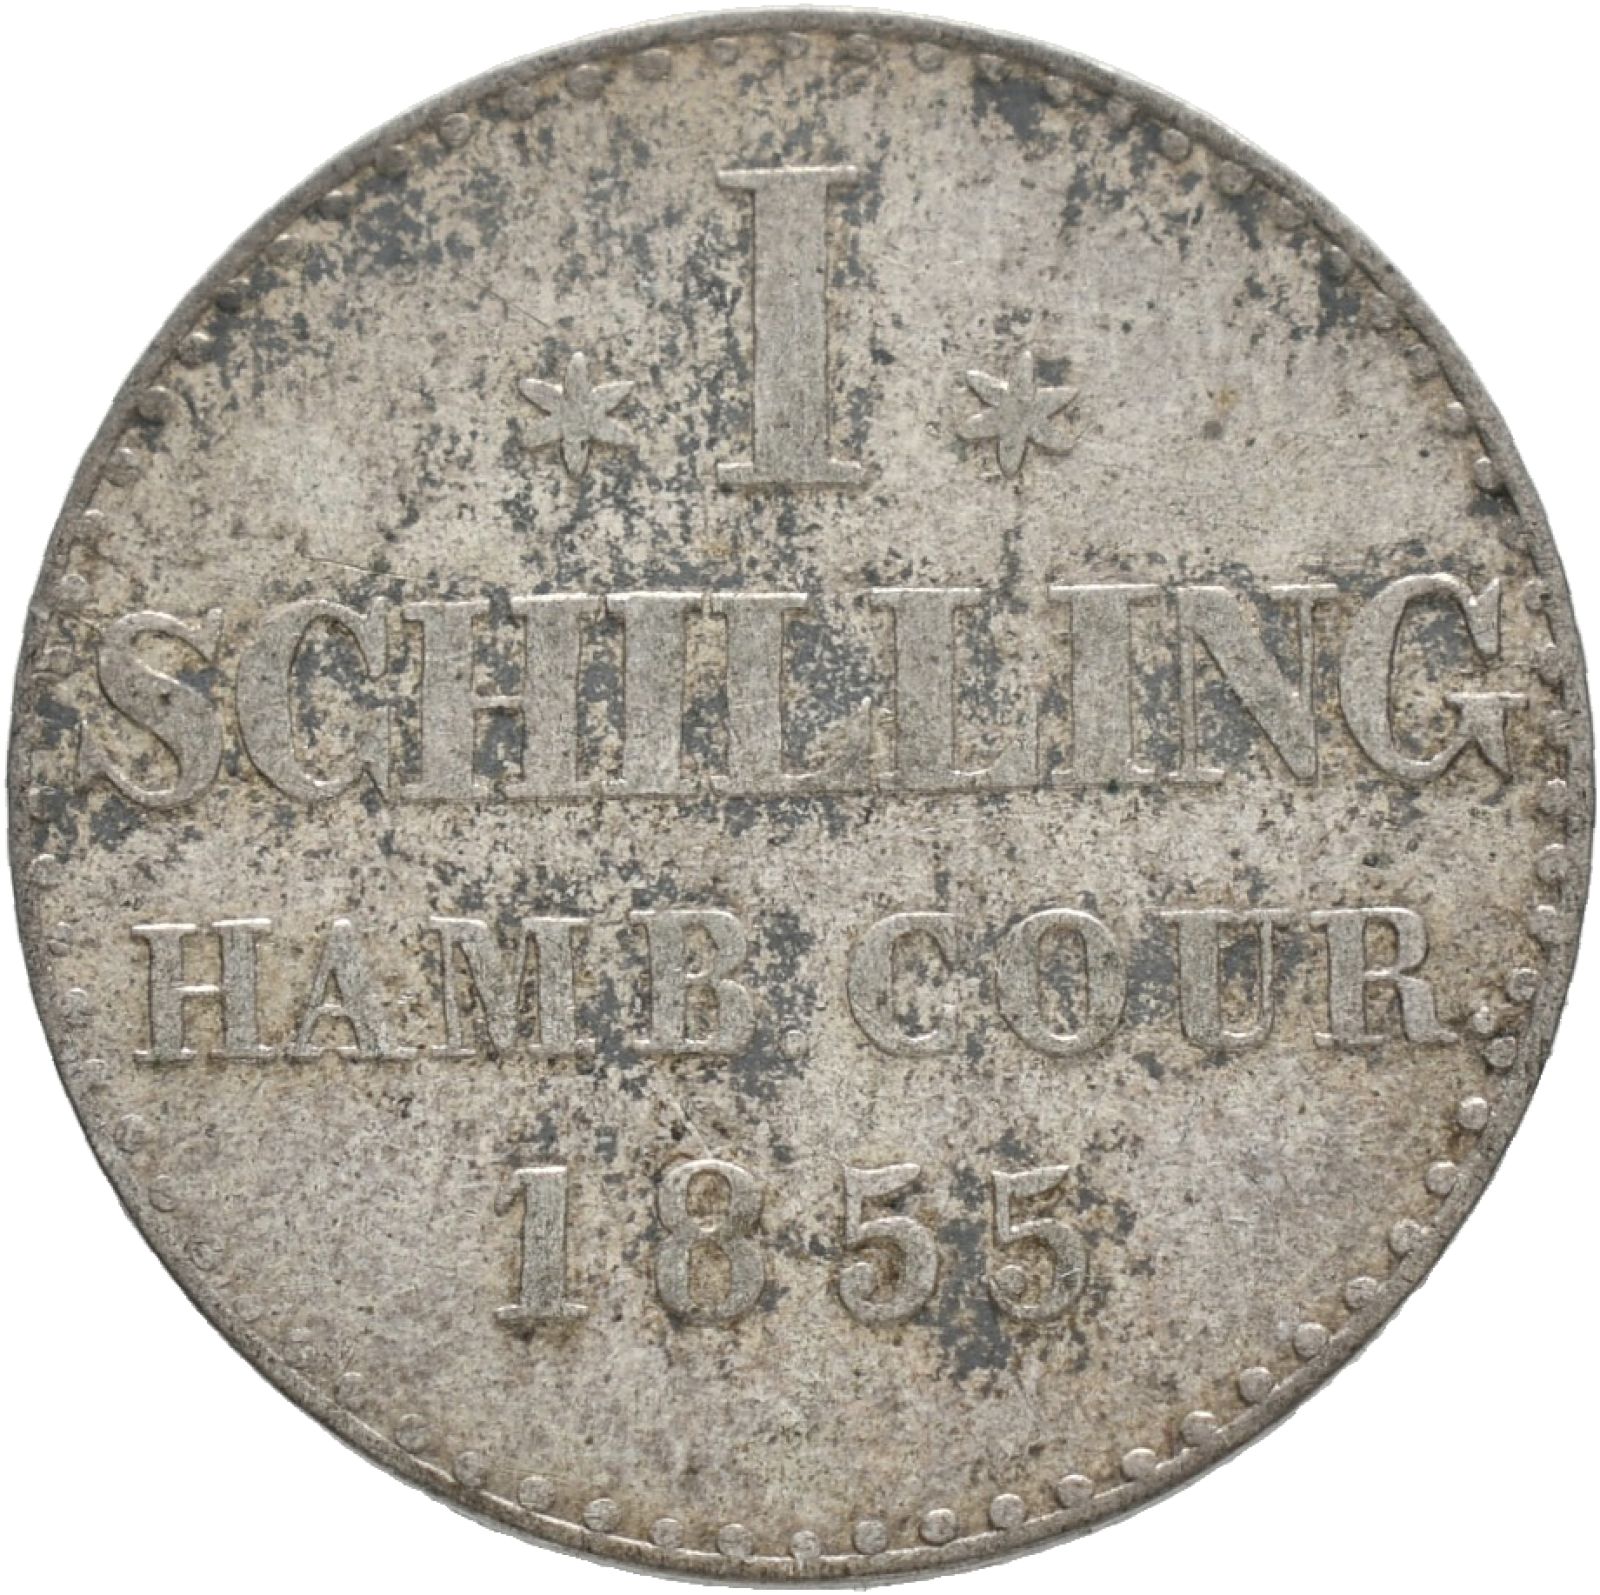 * I *
SCHILLING
HAMB. COUR.
1855